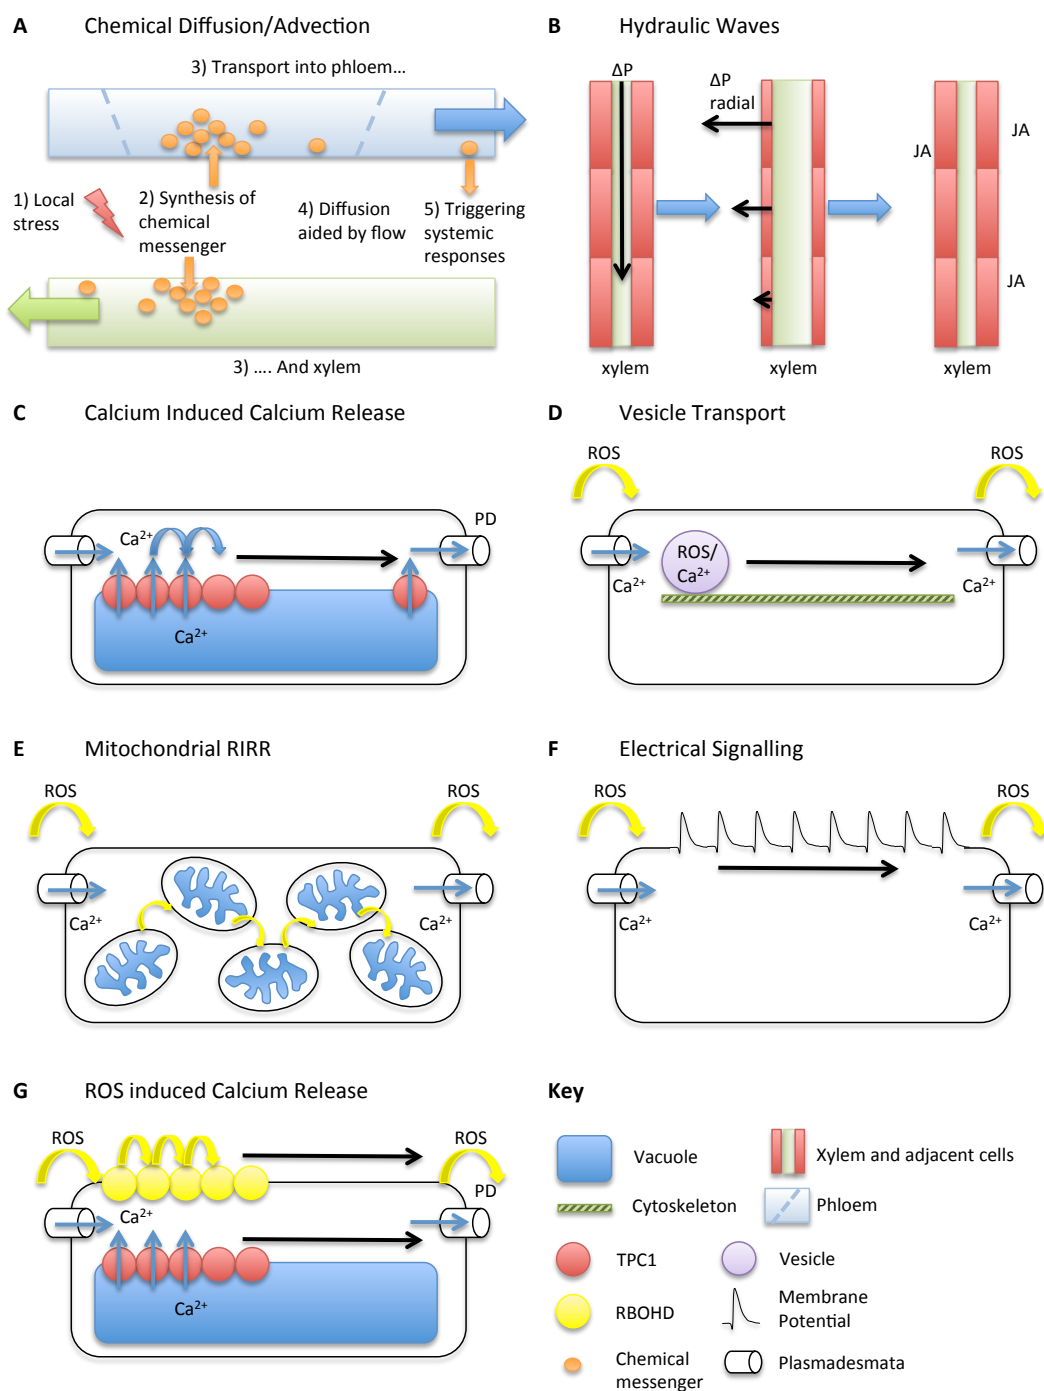 A Chemical Diffusion/Advection
3) Transport into phloem...
1) Local
stress
2) Synthesis of
chemical
messenger
4) Diffusion
aided by flow
5) Triggering
systemic
responses
3) .... And xylem
B Hydraulic Waves
ΔP
ΔP
radial
JA
JA
JA
xylem xylem xylem
C Calcium Induced Calcium Release
PD
Ca²⁺
Ca²⁺
D Vesicle Transport
ROS ROS
ROS/
Ca²⁺
Ca²⁺ Ca²⁺
E Mitochondrial RIRR
ROS ROS
Ca²⁺ Ca²⁺
F Electrical Signalling
ROS ROS
Ca²⁺ Ca²⁺
G ROS induced Calcium Release
ROS ROS
PD
Ca²⁺
Ca²⁺
Key
Vacuole
Xylem and adjacent cells
Cytoskeleton
Phloem
TPC1
Vesicle
RBOHD
Membrane
Potential
Chemical
messenger
Plasmadesmata